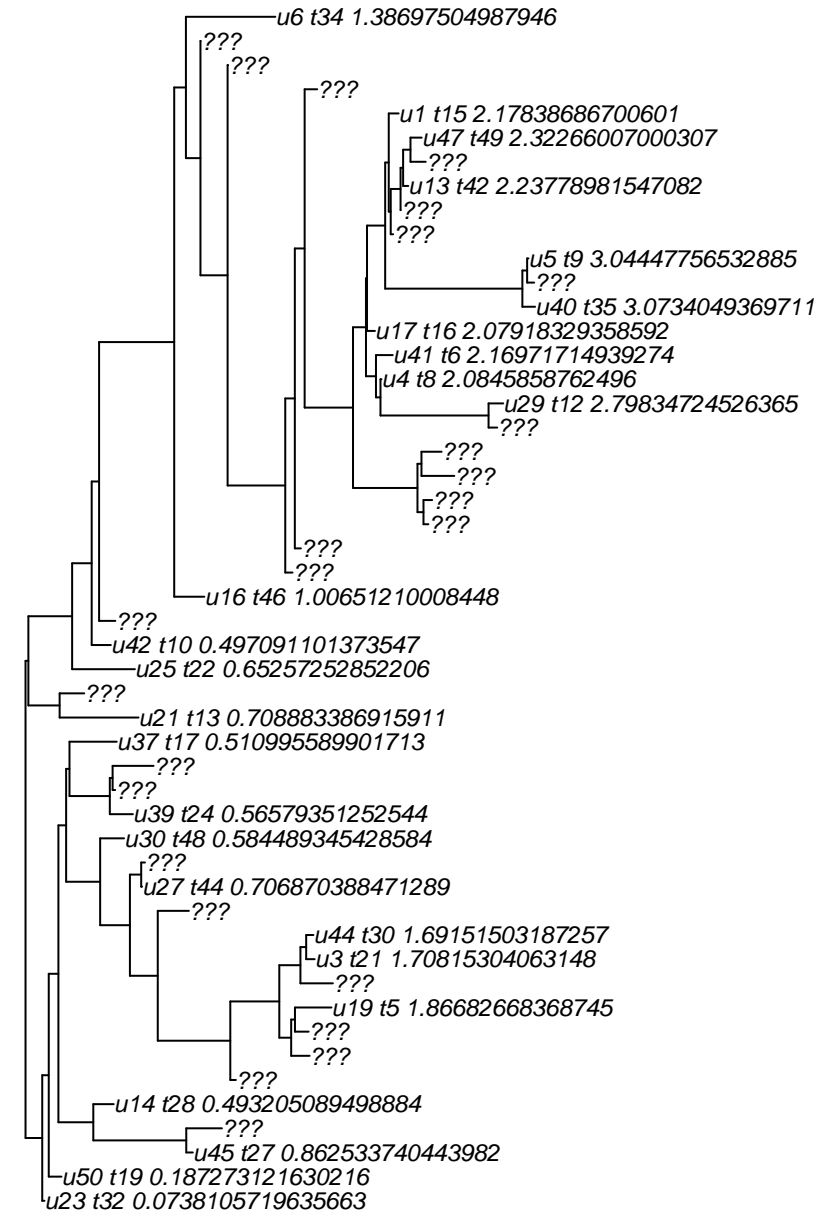 u6 t34 1.38697504987946
???
???
???
u1 t15 2.17838686700601
u47 t49 2.32266007000307
???
u13 t42 2.23778981547082
???
???
u5 t9 3.04447756532885
???
u40 t35 3.0734049369711
u17 t16 2.07918329358592
u41 t6 2.16971714939274
u4 t8 2.0845858762496
u29 t12 2.79834724526365
???
???
???
???
???
???
???
u16 t46 1.00651210008448
???
u42 t10 0.497091101373547
u25 t22 0.65257252852206
???
u21 t13 0.708883386915911
u37 t17 0.510995589901713
???
???
u39 t24 0.56579351252544
u30 t48 0.584489345428584
???
u27 t44 0.706870388471289
???
u44 t30 1.69151503187257
u3 t21 1.70815304063148
???
u19 t5 1.86682668368745
???
???
???
u14 t28 0.493205089498884
???
u45 t27 0.862533740443982
u50 t19 0.187273121630216
u23 t32 0.0738105719635663